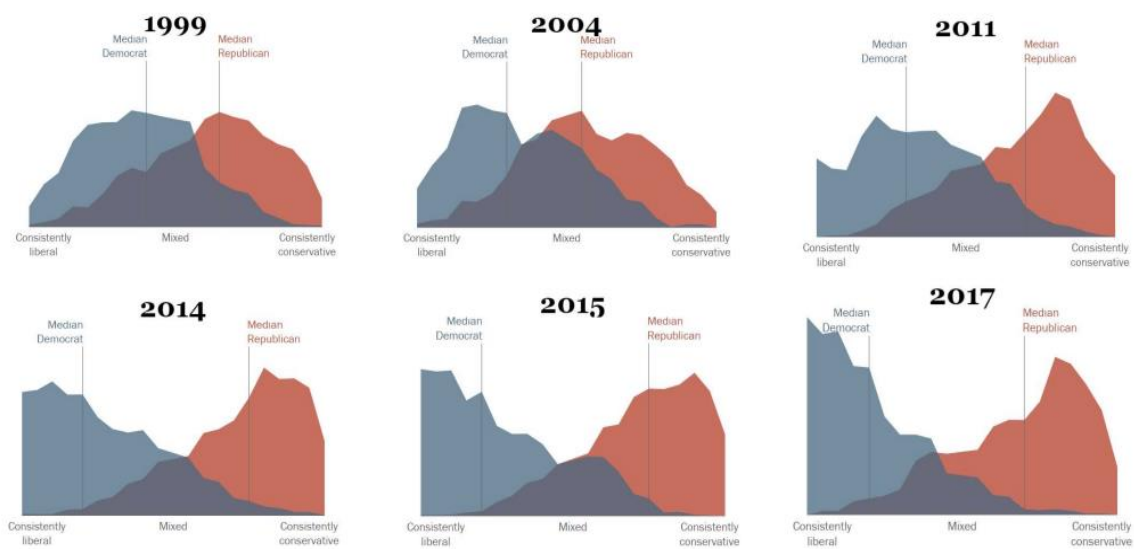 1999
Median
Democrat
Median
Republican
Consistently
liberal
Mixed
Consistently
conservative
2004
Median
Democrat
Median
Republican
Consistently
liberal
Mixed
Consistently
conservative
2011
Median
Democrat
Median
Republican
Consistently
liberal
Mixed
Consistently
conservative
2014
Median
Democrat
Median
Republican
Consistently
liberal
Mixed
Consistently
conservative
2015
Median
Democrat
Median
Republican
Consistently
liberal
Mixed
Consistently
conservative
2017
Median
Democrat
Median
Republican
Consistently
liberal
Mixed
Consistently
conservative